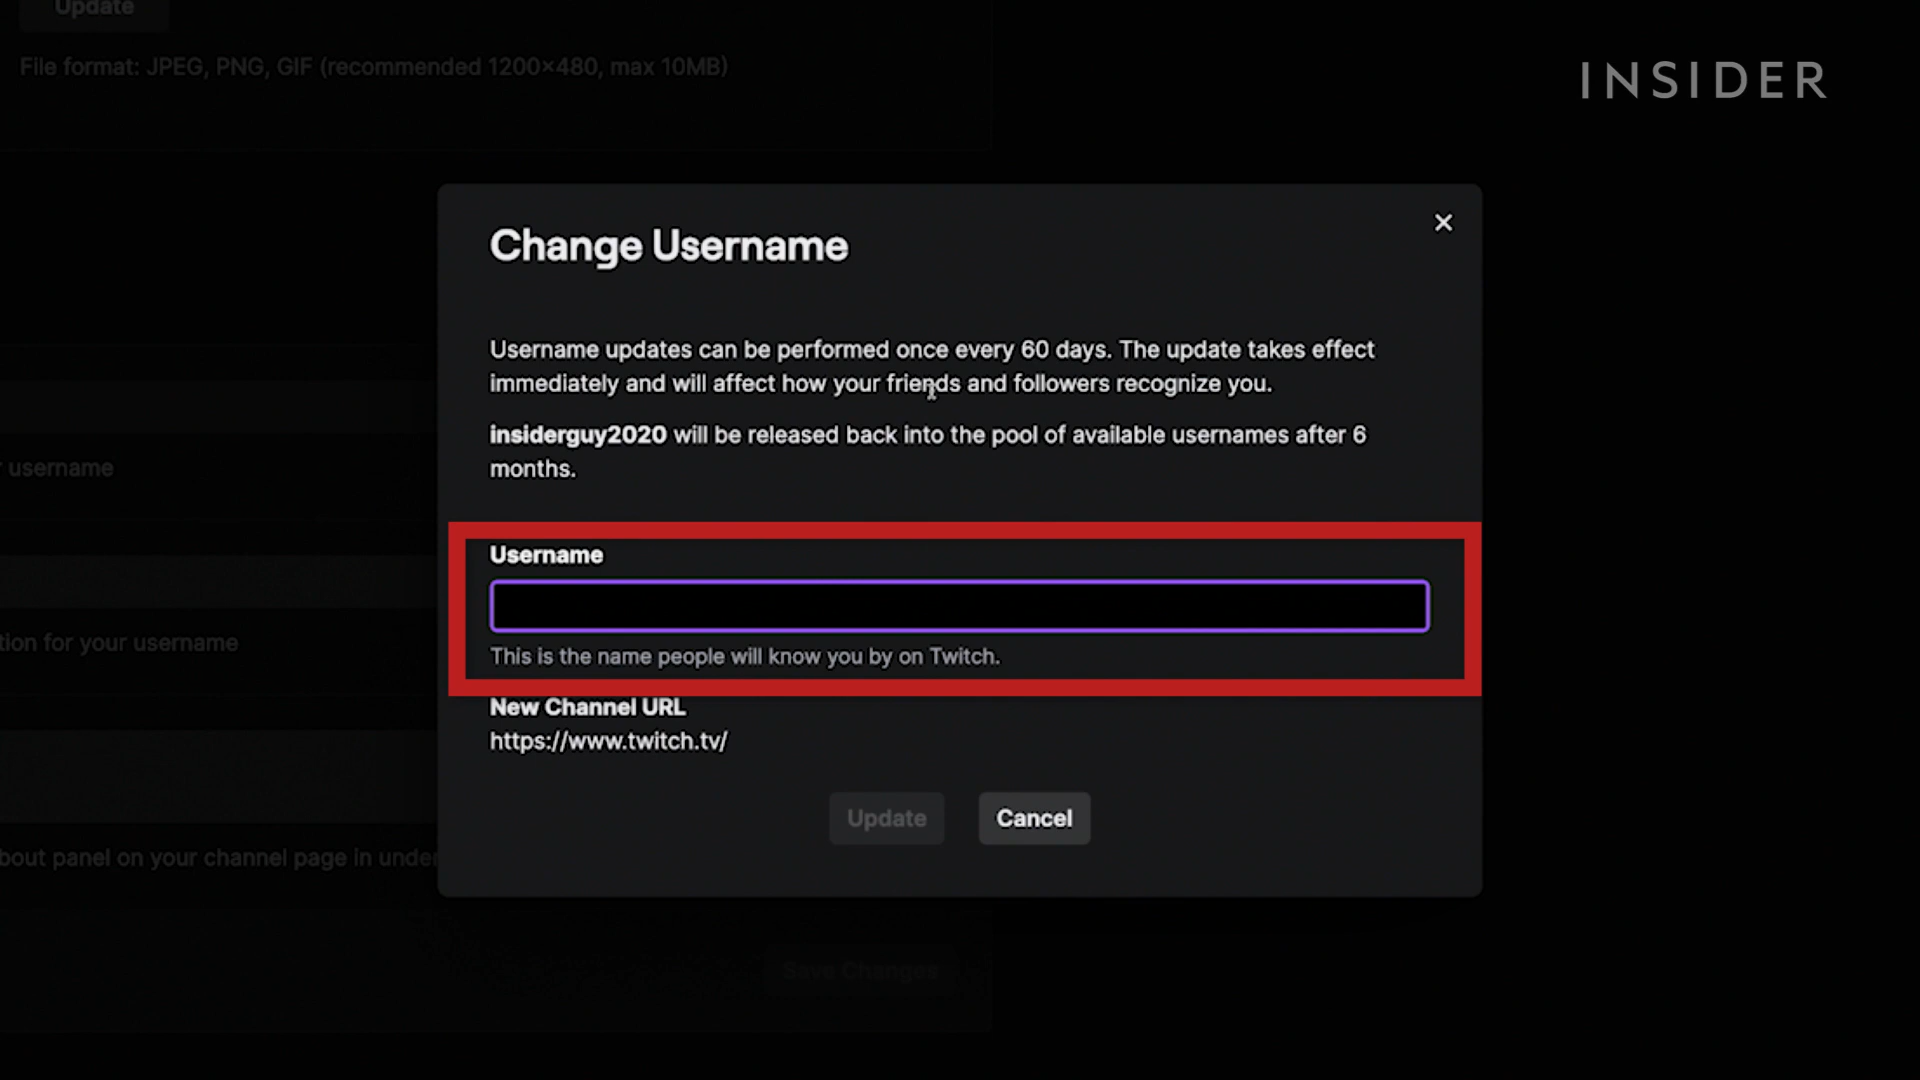 Update
File format: JPEG, PNG, GIF (recommended 1200×480, max 10MB)
INSIDER
Change Username
Username updates can be performed once every 60 days. The update takes effect
immediately and will affect how your friends and followers recognize you.
insiderguy2020 will be released back into the pool of available usernames after 6
months.
username
Username
tion for your username
This is the name people will know you by on Twitch.
New Channel URL
https://www.twitch.tv/
Update
Cancel
bout panel on your channel page in under
Save Changes